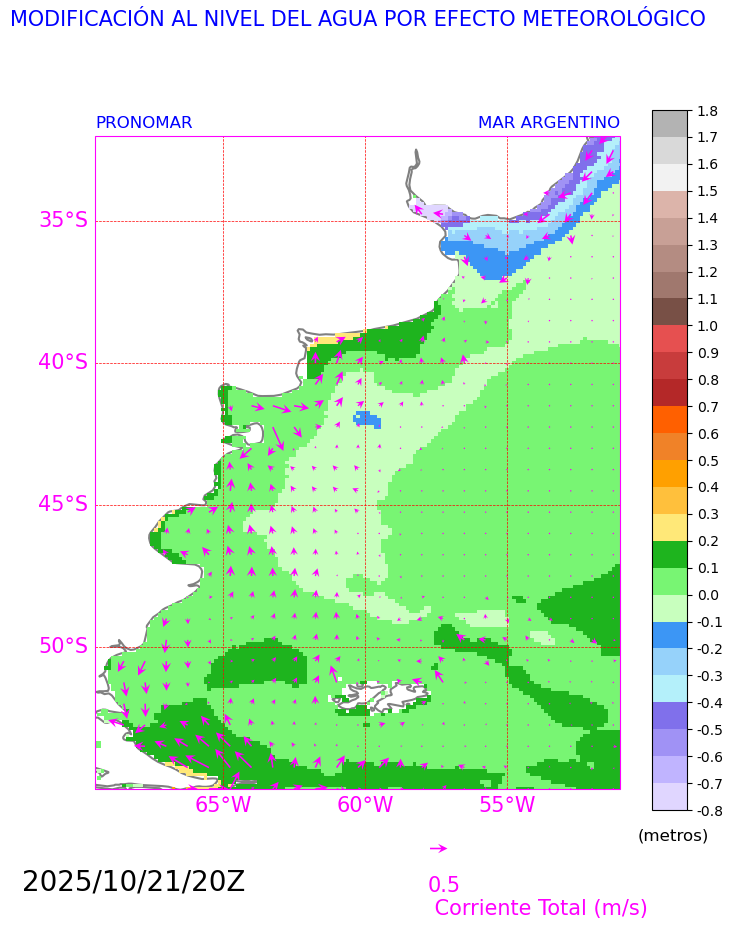 MODIFICACIÓN AL NIVEL DEL AGUA POR EFECTO METEOROLÓGICO
PRONOMAR MAR ARGENTINO
35°S
40°S
45°S
50°S
65°W 60°W 55°W
1.8
1.7
1.6
1.5
1.4
1.3
1.2
1.1
1.0
0.9
0.8
0.7
0.6
0.5
0.4
0.3
0.2
0.1
0.0
-0.1
-0.2
-0.3
-0.4
-0.5
-0.6
-0.7
-0.8
(metros)
2025/10/21/20Z
0.5
Corriente Total (m/s)